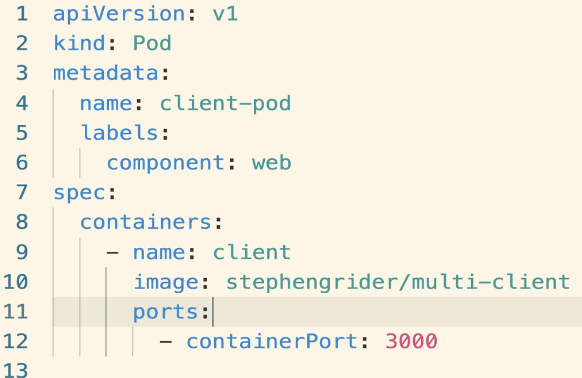 1 apiVersion: v1
2 kind: Pod
3 metadata:
4   name: client-pod
5   labels:
6     component: web
7 spec:
8   containers:
9     - name: client
10       image: stephengrider/multi-client
11       ports:
12         - containerPort: 3000
13